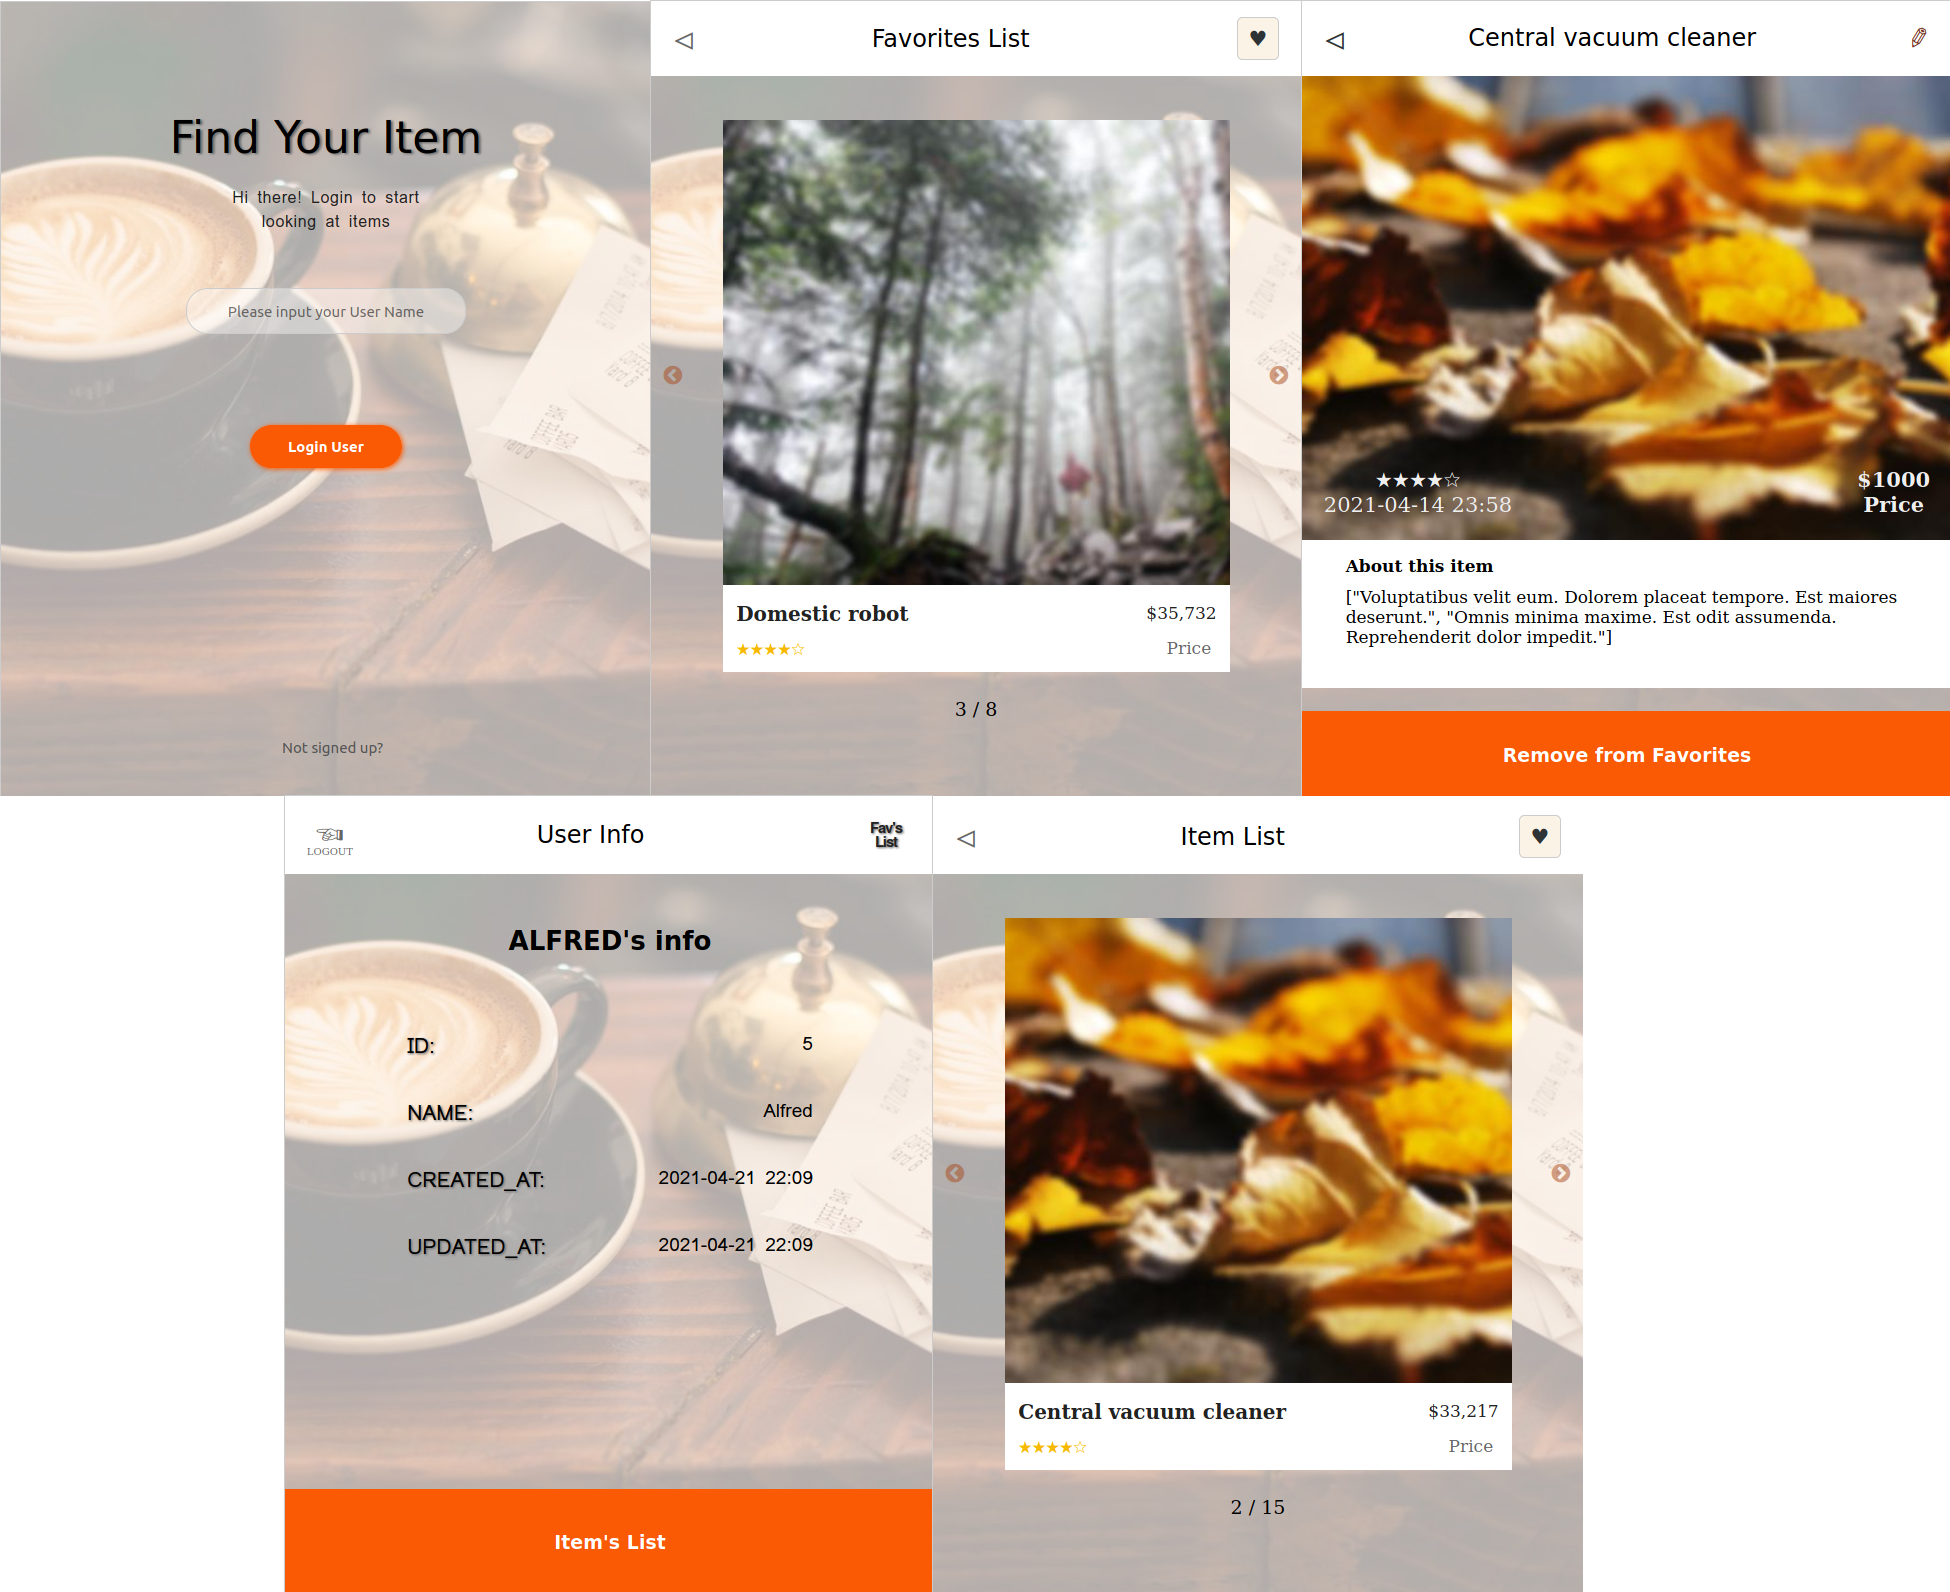 Find Your Item
Hi there! Login to start
looking at items
Please input your User Name
Login User
Not signed up?
◁ Favorites List ♥
Domestic robot $35,732
★★★★☆ Price
3 / 8
◁ Central vacuum cleaner
★★★★☆ $1000
2021-04-14 23:58 Price
About this item
["Voluptatibus velit eum. Dolorem placeat tempore. Est maiores
deserunt.", "Omnis minima maxime. Est odit assumenda.
Reprehenderit dolor impedit."]
Remove from Favorites
LOGOUT
User Info
Fav's
List
ALFRED's info
ID: 5
NAME: Alfred
CREATED_AT: 2021-04-21 22:09
UPDATED_AT: 2021-04-21 22:09
Item's List
◁ Item List ♥
Central vacuum cleaner $33,217
★★★★☆ Price
2 / 15